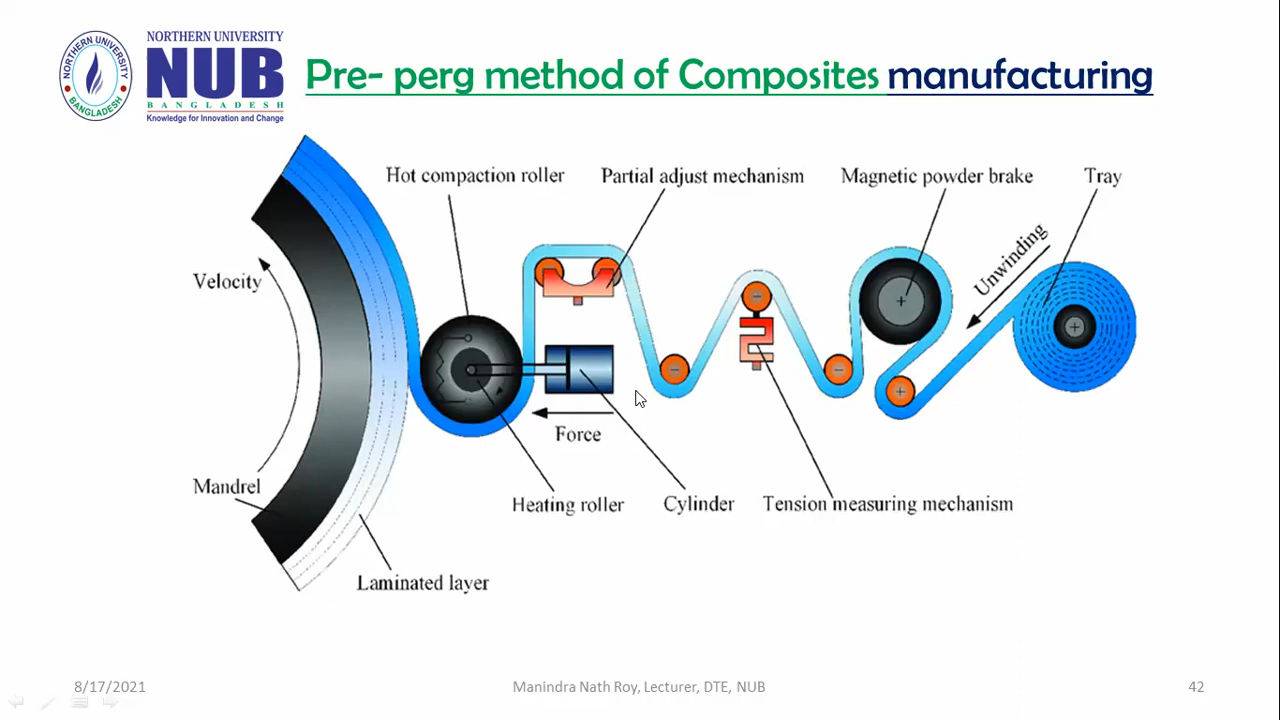 NORTHERN UNIVERSITY
BANGLADESH
NORTHERN UNIVERSITY
NUB
BANGLADESH
Knowledge for Innovation and Change
Pre- perg method of Composites manufacturing
Hot compaction roller
Partial adjust mechanism
Magnetic powder brake
Tray
Unwinding
Velocity
Force
Mandrel
Heating roller
Cylinder
Tension measuring mechanism
Laminated layer
8/17/2021
Manindra Nath Roy, Lecturer, DTE, NUB
42